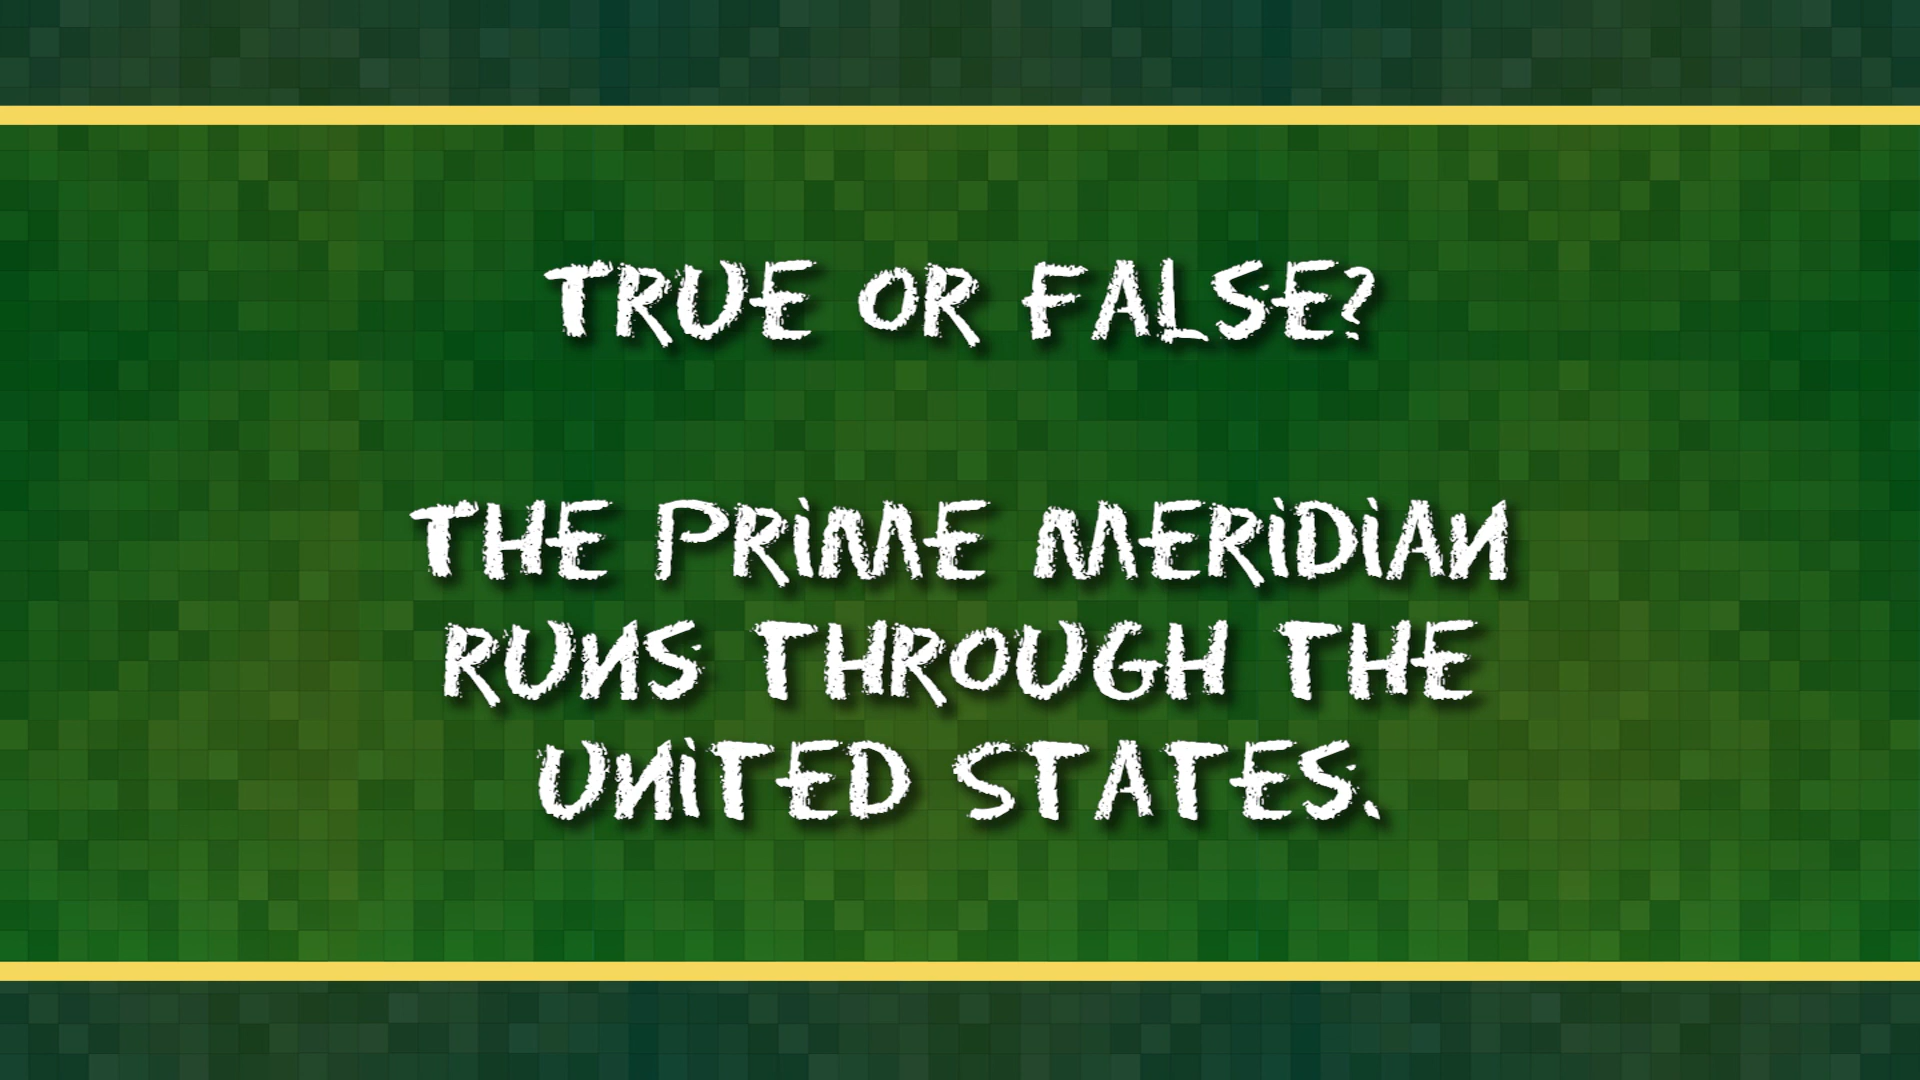 TRUE OR FALSE?
THE PRIME MERIDIAN
RUNS THROUGH THE
UNITED STATES.